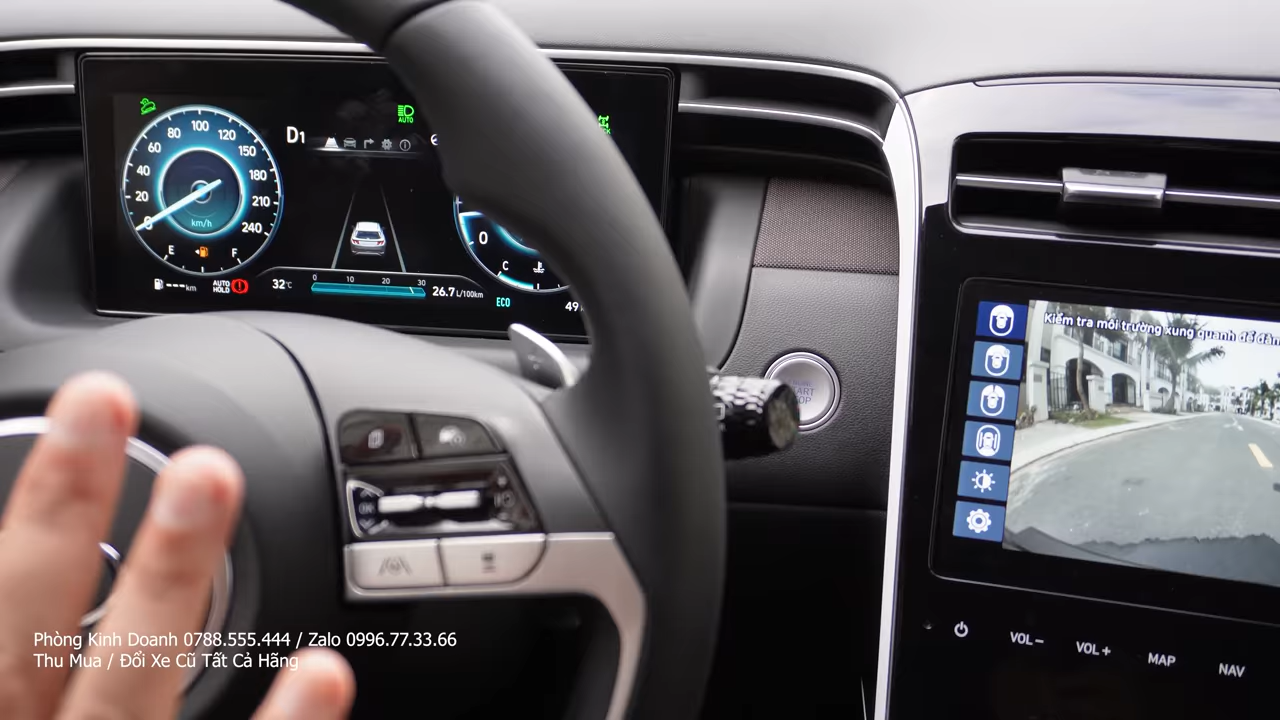 0 20 40 60 80 100 120 150 180 210 240
km/h
E F
--- km
AUTO HOLD
D1
AUTO
32°C
0 10 20 30
26.7 L/100km
0
C
ECO
49
START
Kiểm tra môi trường xung quanh để đảm
VOL−
VOL+
MAP
NAV
Phòng Kinh Doanh 0788.555.444 / Zalo 0996.77.33.66
Thu Mua / Đổi Xe Cũ Tất Cả Hãng